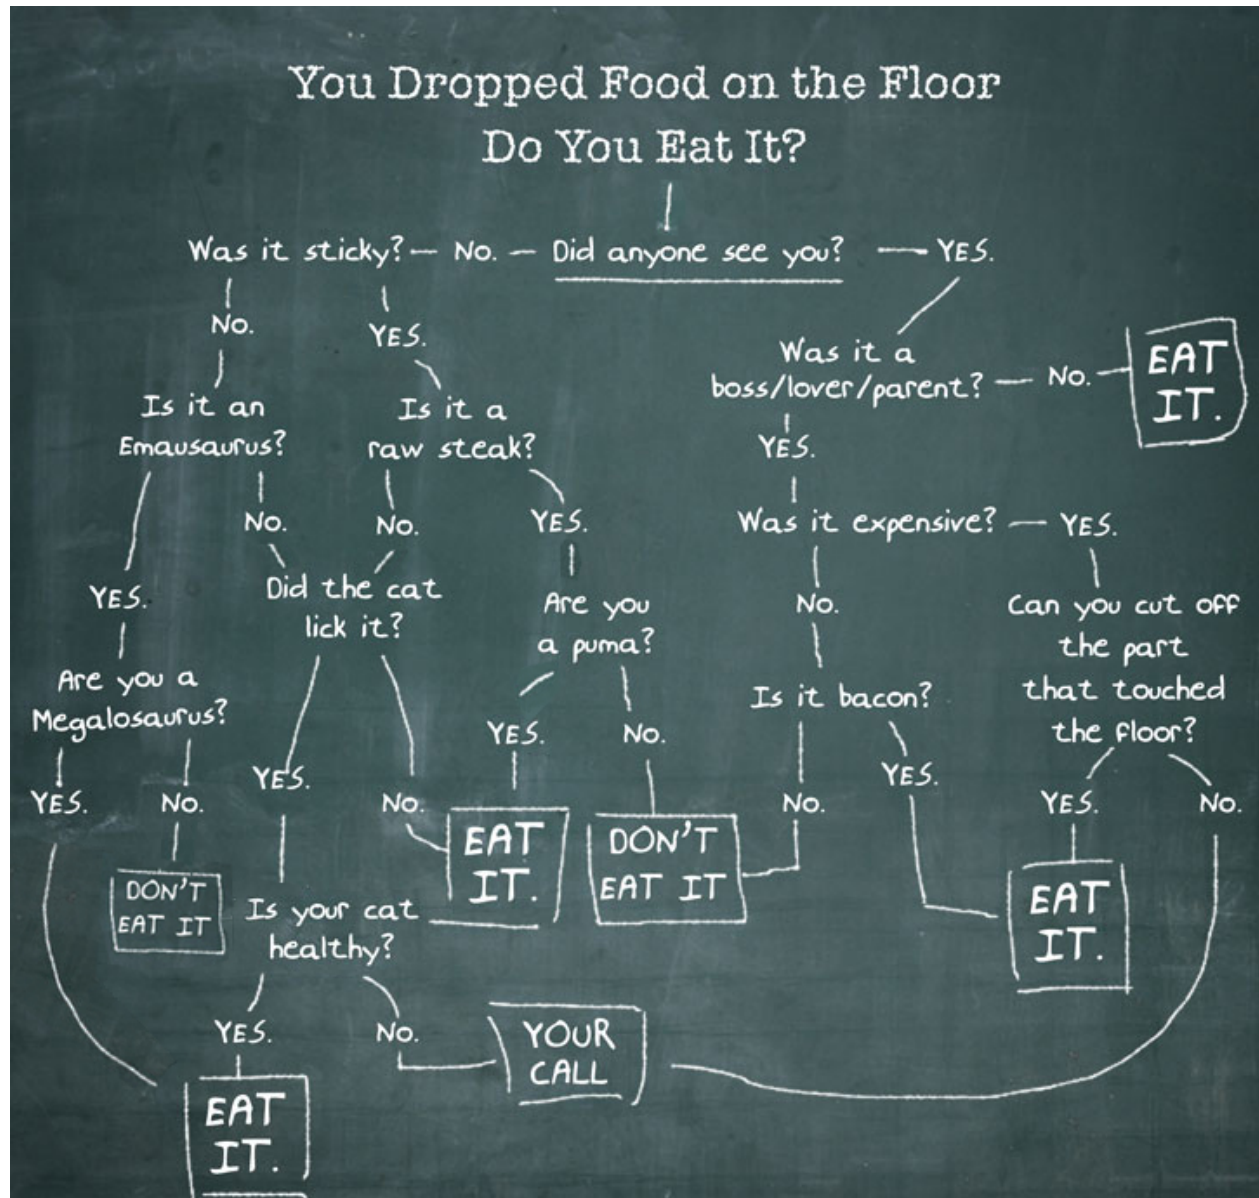 You Dropped Food on the Floor
Do You Eat It?
Was it sticky? No. Did anyone see you? YES.
No.
YES.
Was it a
boss/lover/parent? No.
EAT
IT.
Is it an
Emausaurus?
Is it a
raw steak?
YES.
No.
No.
YES.
Was it expensive? YES.
YES.
Did the cat
lick it?
Are you
a puma?
No.
Can you cut off
the part
that touched
the floor?
Are you a
Megalosaurus?
Is it bacon?
YES.
No.
YES.
No.
YES.
No.
YES.
No.
YES.
No.
EAT
IT.
DON'T
EAT IT
DON'T
EAT IT
Is your cat
healthy?
EAT
IT.
YES.
No.
YOUR
CALL
EAT
IT.